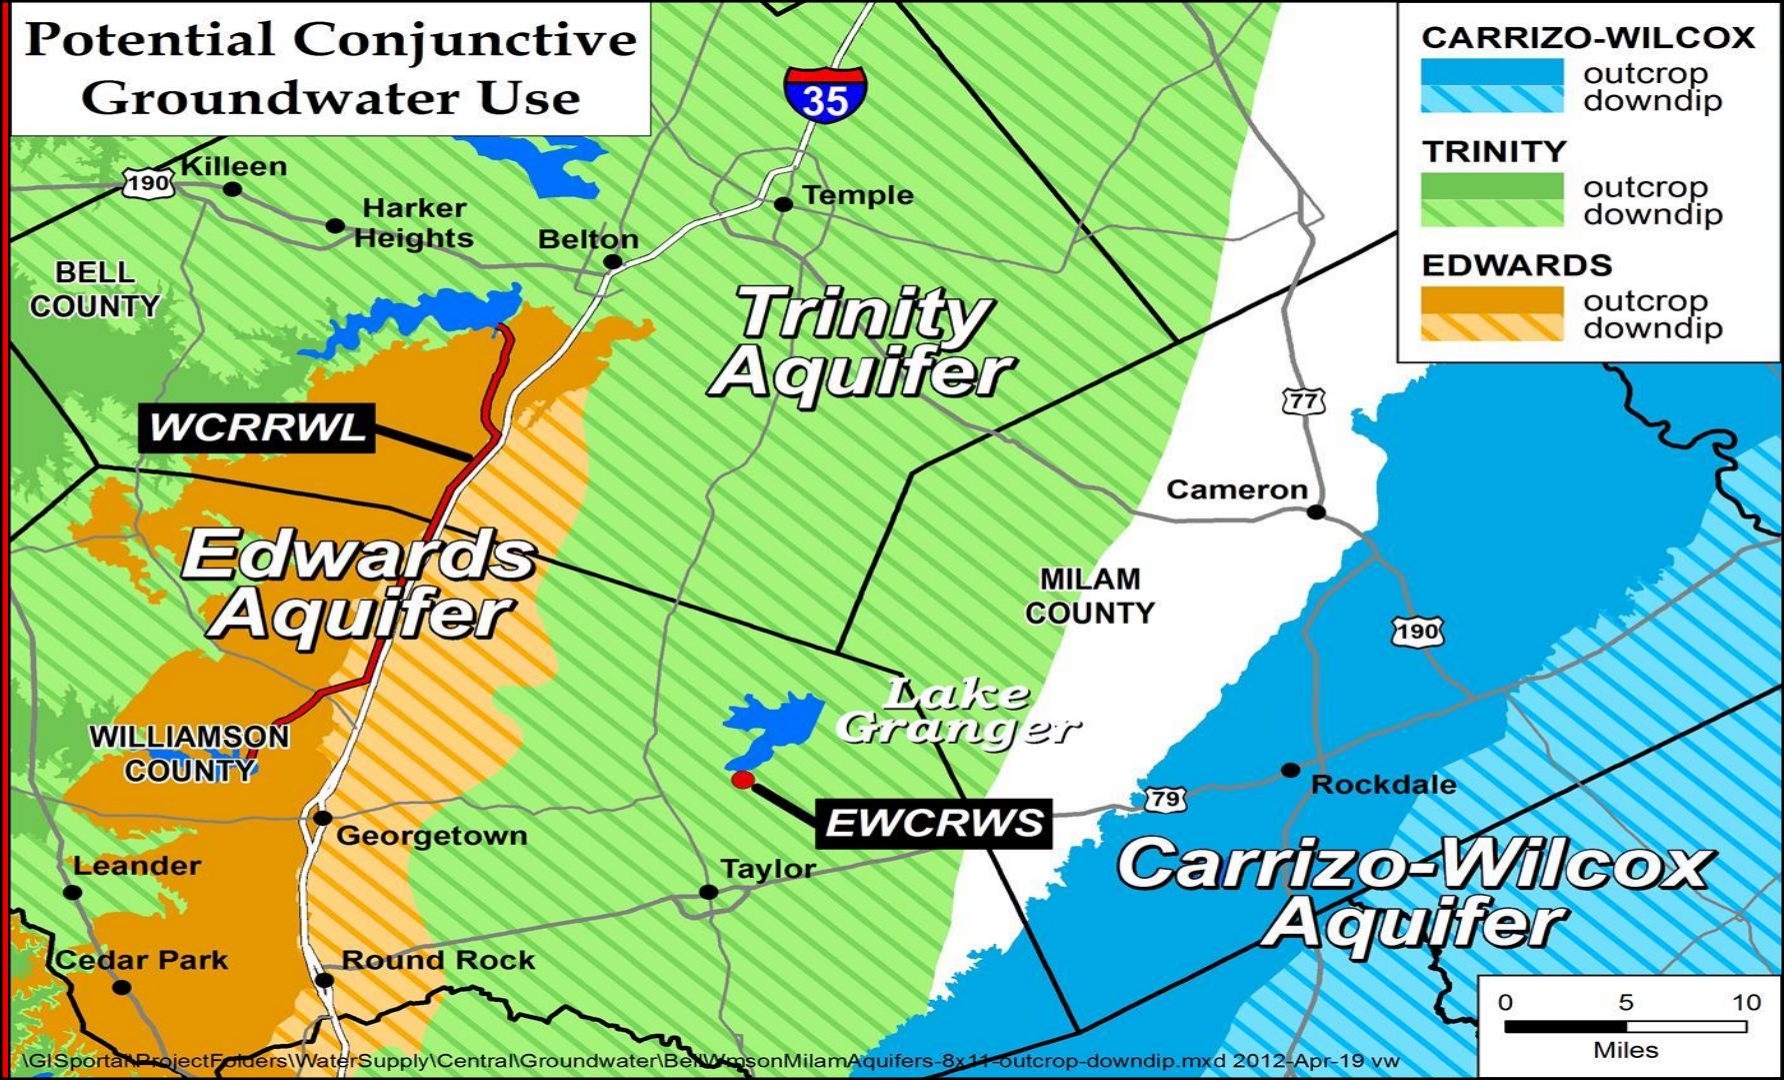 Potential Conjunctive
Groundwater Use
CARRIZO-WILCOX
outcrop
downdip
TRINITY
outcrop
downdip
EDWARDS
outcrop
downdip
35
190
Killeen
Harker
Heights
Belton
Temple
BELL
COUNTY
Trinity
Aquifer
WCRRWL
77
Cameron
Edwards
Aquifer
MILAM
COUNTY
190
Lake
Granger
WILLIAMSON
COUNTY
79
Rockdale
EWCRWS
Georgetown
Leander
Taylor
Carrizo-Wilcox
Aquifer
Cedar Park
Round Rock
0 5 10
Miles
\GISportal\ProjectFolders\WaterSupply\Central\Groundwater\BellWmsonMilamAquifers-8x11-outcrop-downdip.mxd 2012-Apr-19 vw